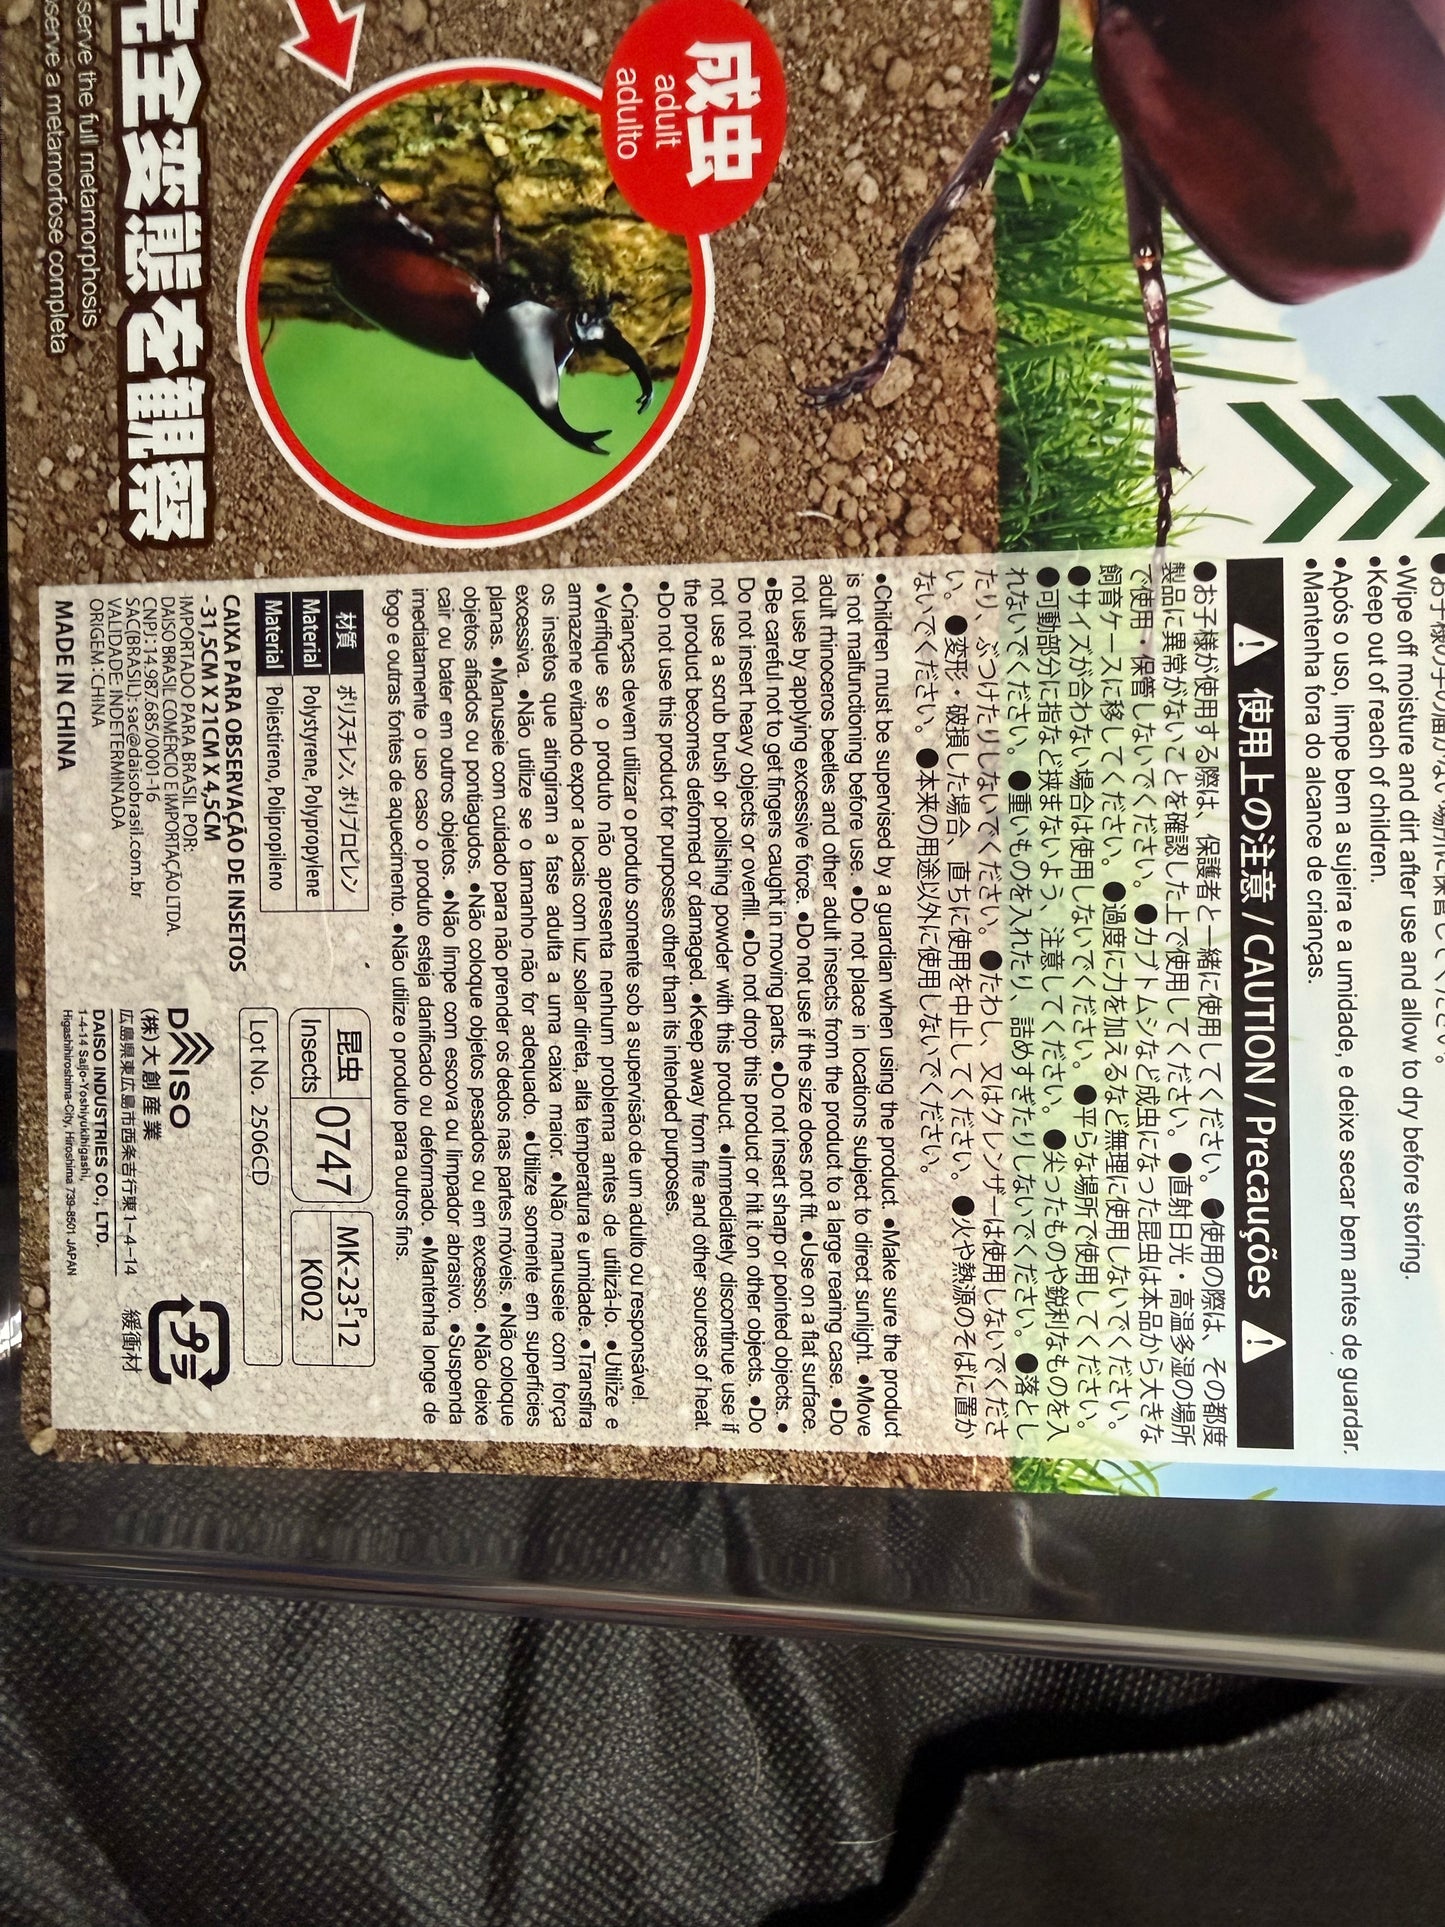 成虫
adult
adulto
完全変態を観察
serve the full metamorphosis
serve a metamorfose completa
•Wipe off moisture and dirt after use and allow to dry before storing.
•Keep out of reach of children.
•Após o uso, limpe bem a sujeira e a umidade, e deixe secar bem antes de guardar.
•Mantenha fora do alcance de crianças.
使用上の注意 / CAUTION / Precauções
●お子様が使用する際は、保護者と一緒に使用してください。●使用の際は、その都度
製品に異常がないことを確認した上で使用してください。●直射日光・高温多湿の場所
で使用・保管しないでください。●カブトムシなど成虫になった昆虫は本品から大きな
飼育ケースに移してください。●過度に力を加えるなど無理に使用しないでください。
●サイズが合わない場合は使用しないでください。●平らな場所で使用してください。
●可動部分に指など挟まないよう、注意してください。●尖ったものや鋭利なものを入
れないでください。●重いものを入れたり、詰めすぎたりしないでください。●落とし
たり、ぶつけたりしないでください。●たわし、又はクレンザーは使用しないでくださ
い。●変形・破損した場合、直ちに使用を中止してください。●火や熱源のそばに置か
ないでください。●本来の用途以外に使用しないでください。
•Children must be supervised by a guardian when using the product. •Make sure the product
is not malfunctioning before use. •Do not place in locations subject to direct sunlight. •Move
adult rhinoceros beetles and other adult insects from the product to a large rearing case. •Do
not use by applying excessive force. •Do not use if the size does not fit. •Use on a flat surface.
•Be careful not to get fingers caught in moving parts. •Do not insert sharp or pointed objects. •
Do not insert heavy objects or overfill. •Do not drop this product or hit it on other objects. •Do
not use a scrub brush or polishing powder with this product. •Immediately discontinue use if
the product becomes deformed or damaged. •Keep away from fire and other sources of heat.
•Do not use this product for purposes other than its intended purposes.
•Crianças devem utilizar o produto somente sob a supervisão de um adulto ou responsável.
•Verifique se o produto não apresenta nenhum problema antes de utilizá-lo. •Utilize e
armazene evitando expor a locais com luz solar direta, alta temperatura e umidade. •Transfira
os insetos que atingiram a fase adulta a uma caixa maior. •Não manuseie com força
excessiva. •Não utilize se o tamanho não for adequado. •Utilize somente em superfícies
planas. •Manuseie com cuidado para não prender os dedos nas partes móveis. •Não coloque
objetos afiados ou pontiagudos. •Não coloque objetos pesados ou em excesso. •Não deixe
cair ou bater em outros objetos. •Não limpe com escova ou limpador abrasivo. •Suspenda
imediatamente o uso caso o produto esteja danificado ou deformado. •Mantenha longe de
fogo e outras fontes de aquecimento. •Não utilize o produto para outros fins.
材質 ポリスチレン、ポリプロピレン
Material Polystyrene, Polypropylene
Material Poliestireno, Polipropileno
CAIXA PARA OBSERVAÇÃO DE INSETOS
-31,5CM X 21CM X 4,5CM
IMPORTADO PARA BRASIL POR:
DAISO BRASIL COMÉRCIO E IMPORTAÇÃO LTDA.
CNPJ: 14.987.685/0001-16
SAC(BRASIL): sac@daisobrasil.com.br
VALIDADE: INDETERMINADA
ORIGEM: CHINA
MADE IN CHINA
昆虫
Insects
0747
MK-23-P12
K002
Lot No. 2506CD
DAISO
(株)大創産業
広島県東広島市西条吉行東1-4-14
DAISO INDUSTRIES CO., LTD.
1-4-14 Saijo-Yoshiyukihigashi,
Higashihiroshima-City, Hiroshima 739-8501 JAPAN
プラ
緩衝材